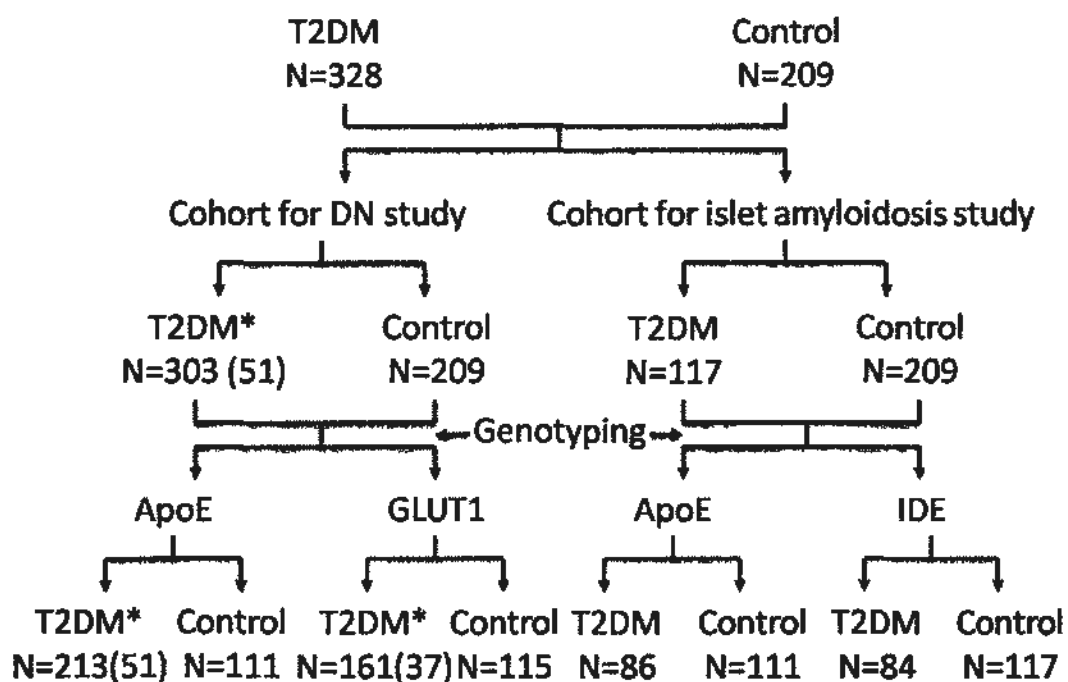 T2DM Control
N=328 N=209
Cohort for DN study Cohort for islet amyloidosis study
T2DM* Control T2DM Control
N=303 (51) N=209 N=117 N=209
Genotyping
ApoE GLUT1 ApoE IDE
T2DM* Control T2DM* Control T2DM Control T2DM Control
N=213(51) N=111 N=161(37) N=115 N=86 N=111 N=84 N=117